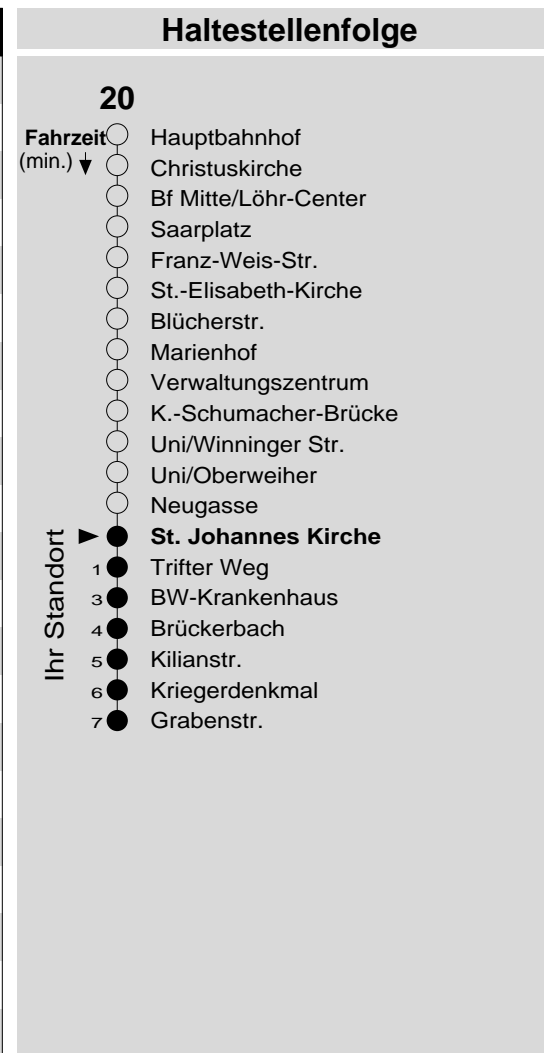 Haltestellenfolge
20
Fahrzeit Hauptbahnhof
(min.) Christuskirche
Bf Mitte/Löhr-Center
Saarplatz
Franz-Weis-Str.
St.-Elisabeth-Kirche
Blücherstr.
Marienhof
Verwaltungszentrum
K.-Schumacher-Brücke
Uni/Winninger Str.
Uni/Oberweiher
Neugasse
Ihr Standort
St. Johannes Kirche
1 Trifter Weg
3 BW-Krankenhaus
4 Brückerbach
5 Kilianstr.
6 Kriegerdenkmal
7 Grabenstr.